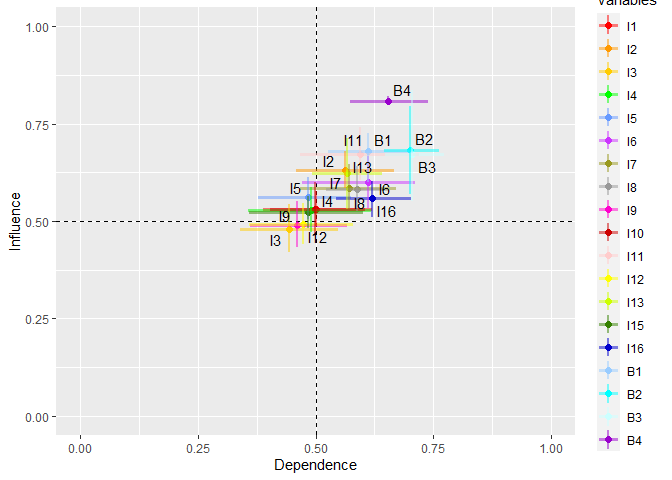 Variables
1.00
0.75
0.50
0.25
0.00
Influence
B4
I11
B1
B2
I2
I13
B3
I5
I7
I6
I4
I8
I16
I9
I3
I12
0.00
0.25
0.50
0.75
1.00
Dependence
I1
I2
I3
I4
I5
I6
I7
I8
I9
I10
I11
I12
I13
I15
I16
B1
B2
B3
B4